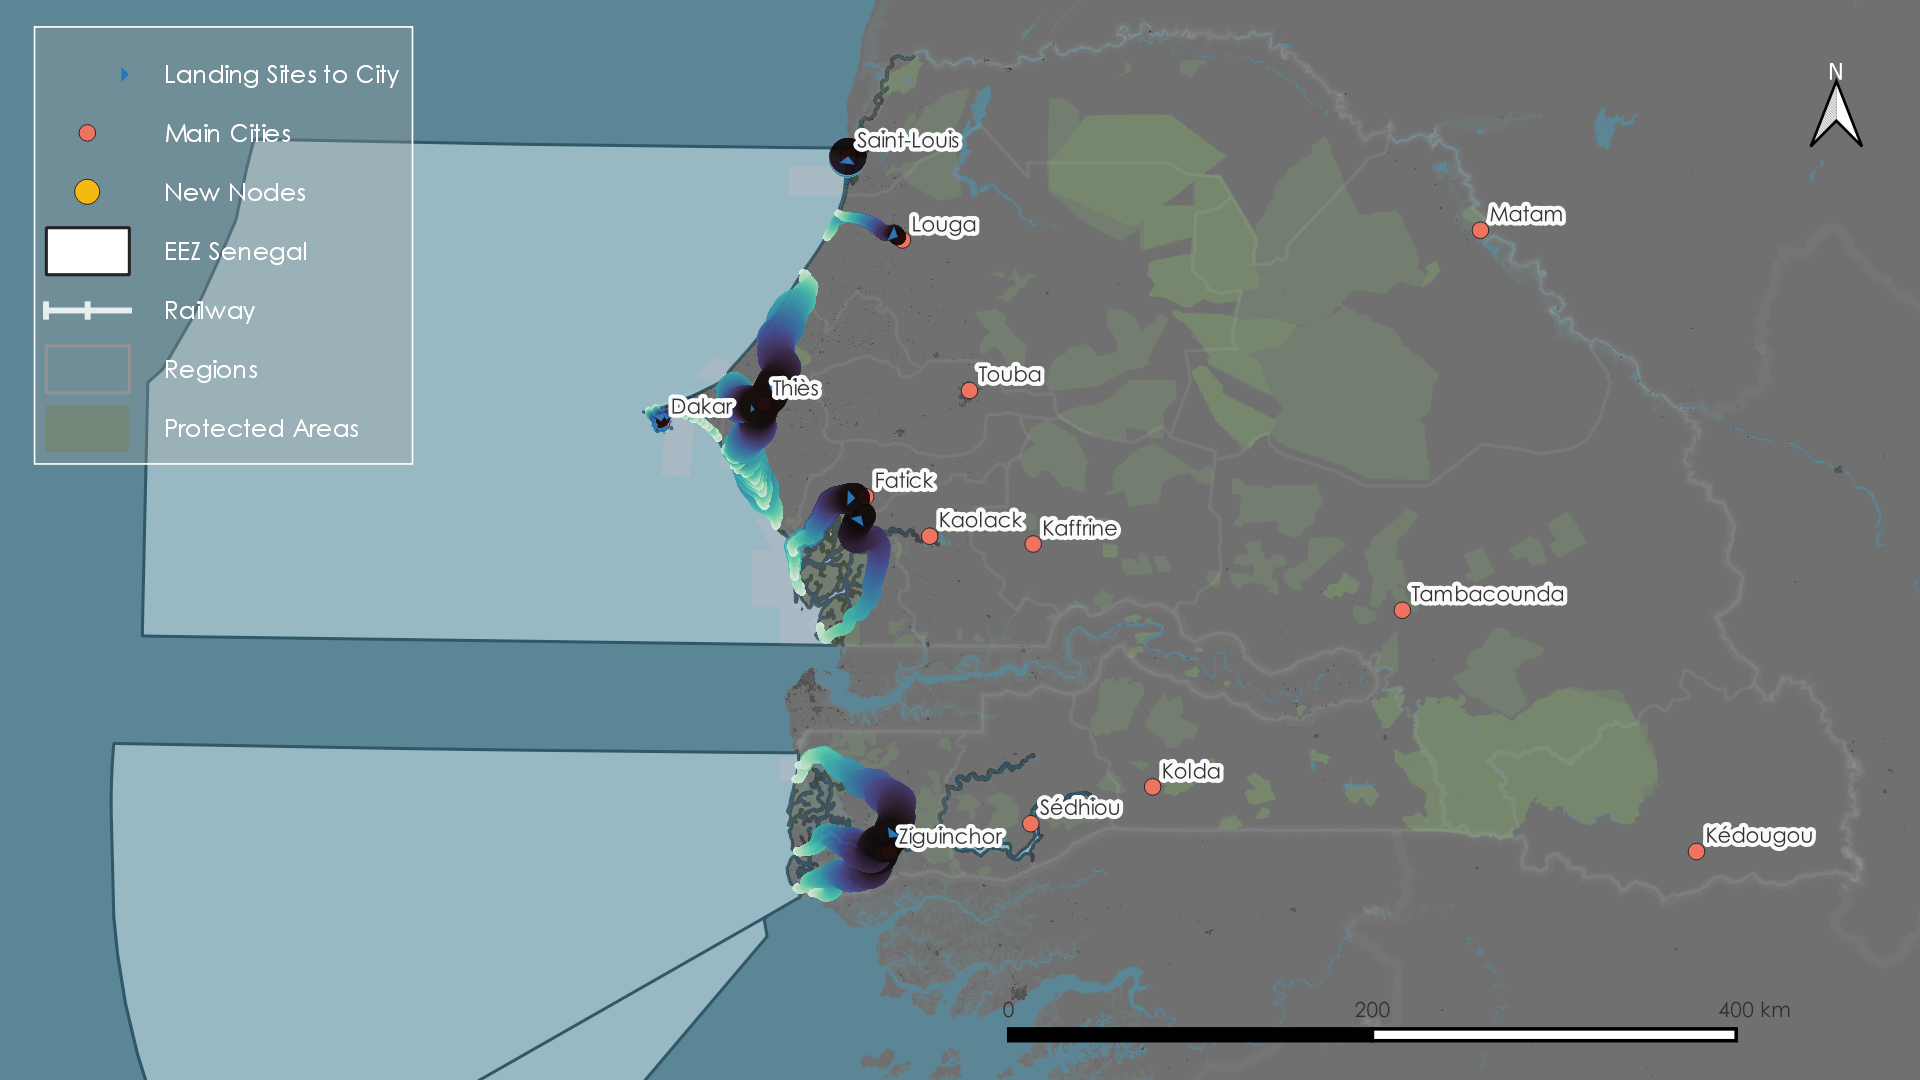 Landing Sites to City
Main Cities
New Nodes
EEZ Senegal
Railway
Regions
Protected Areas
N
Saint-Louis
Louga
Matam
Touba
Thiès
Dakar
Fatick
Kaolack
Kaffrine
Tambacounda
Kolda
Sédhiou
Ziguinchor
Kédougou
0 200 400 km